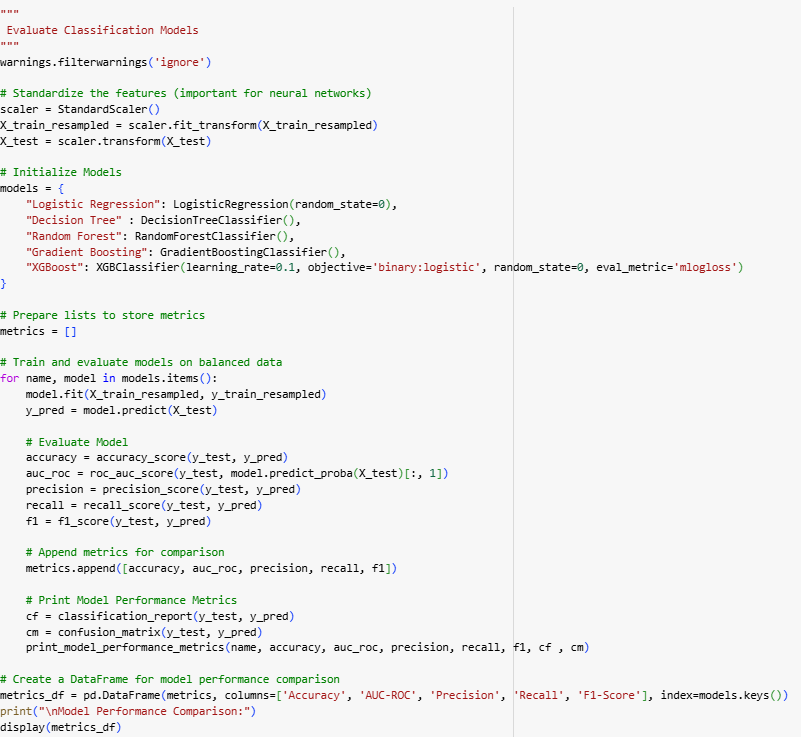 """
 Evaluate Classification Models
"""
warnings.filterwarnings('ignore')

# Standardize the features (important for neural networks)
scaler = StandardScaler()
X_train_resampled = scaler.fit_transform(X_train_resampled)
X_test = scaler.transform(X_test)

# Initialize Models
models = {
    "Logistic Regression": LogisticRegression(random_state=0),
    "Decision Tree" : DecisionTreeClassifier(),
    "Random Forest": RandomForestClassifier(),
    "Gradient Boosting": GradientBoostingClassifier(),
    "XGBoost": XGBClassifier(learning_rate=0.1, objective='binary:logistic', random_state=0, eval_metric='mlogloss')
}

# Prepare lists to store metrics
metrics = []

# Train and evaluate models on balanced data
for name, model in models.items():
    model.fit(X_train_resampled, y_train_resampled)
    y_pred = model.predict(X_test)

    # Evaluate Model
    accuracy = accuracy_score(y_test, y_pred)
    auc_roc = roc_auc_score(y_test, model.predict_proba(X_test)[:, 1])
    precision = precision_score(y_test, y_pred)
    recall = recall_score(y_test, y_pred)
    f1 = f1_score(y_test, y_pred)

    # Append metrics for comparison
    metrics.append([accuracy, auc_roc, precision, recall, f1])

    # Print Model Performance Metrics
    cf = classification_report(y_test, y_pred)
    cm = confusion_matrix(y_test, y_pred)
    print_model_performance_metrics(name, accuracy, auc_roc, precision, recall, f1, cf , cm)

# Create a DataFrame for model performance comparison
metrics_df = pd.DataFrame(metrics, columns=['Accuracy', 'AUC-ROC', 'Precision', 'Recall', 'F1-Score'], index=models.keys())
print("\nModel Performance Comparison:")
display(metrics_df)